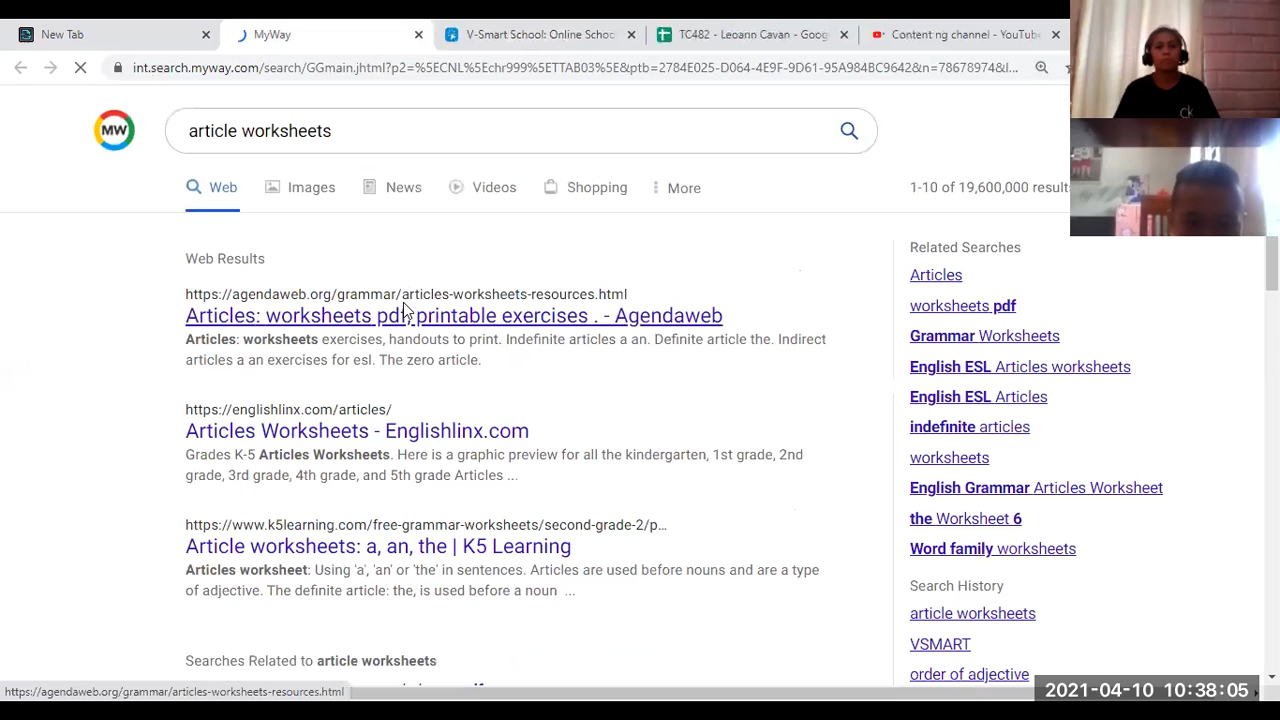 New Tab
MyWay
V-Smart School: Online Schoo
TC482 - Leoann Cavan - Goog
Content ng channel - YouTube
int.search.myway.com/search/GGmain.jhtml?p2=%5ECNL%5Echr999%5ETTAB03%5E&ptb=2784E025-D064-4E9F-9D61-95A984BC9642&n=78678974&l...
MW
article worksheets
Web
Images
News
Videos
Shopping
More
1-10 of 19,600,000 result
Web Results
https://agendaweb.org/grammar/articles-worksheets-resources.html
Articles: worksheets pdf, printable exercises . - Agendaweb
Articles: worksheets exercises, handouts to print. Indefinite articles a an. Definite article the. Indirect
articles a an exercises for esl. The zero article.
https://englishlinx.com/articles/
Articles Worksheets - Englishlinx.com
Grades K-5 Articles Worksheets. Here is a graphic preview for all the kindergarten, 1st grade, 2nd
grade, 3rd grade, 4th grade, and 5th grade Articles ...
https://www.k5learning.com/free-grammar-worksheets/second-grade-2/p...
Article worksheets: a, an, the | K5 Learning
Articles worksheet: Using 'a', 'an' or 'the' in sentences. Articles are used before nouns and are a type
of adjective. The definite article: the, is used before a noun ...
Searches Related to article worksheets
Related Searches
Articles
worksheets pdf
Grammar Worksheets
English ESL Articles worksheets
English ESL Articles
indefinite articles
worksheets
English Grammar Articles Worksheet
the Worksheet 6
Word family worksheets
Search History
article worksheets
VSMART
order of adjective
ck
https://agendaweb.org/grammar/articles-worksheets-resources.html
2021-04-10 10:38:05